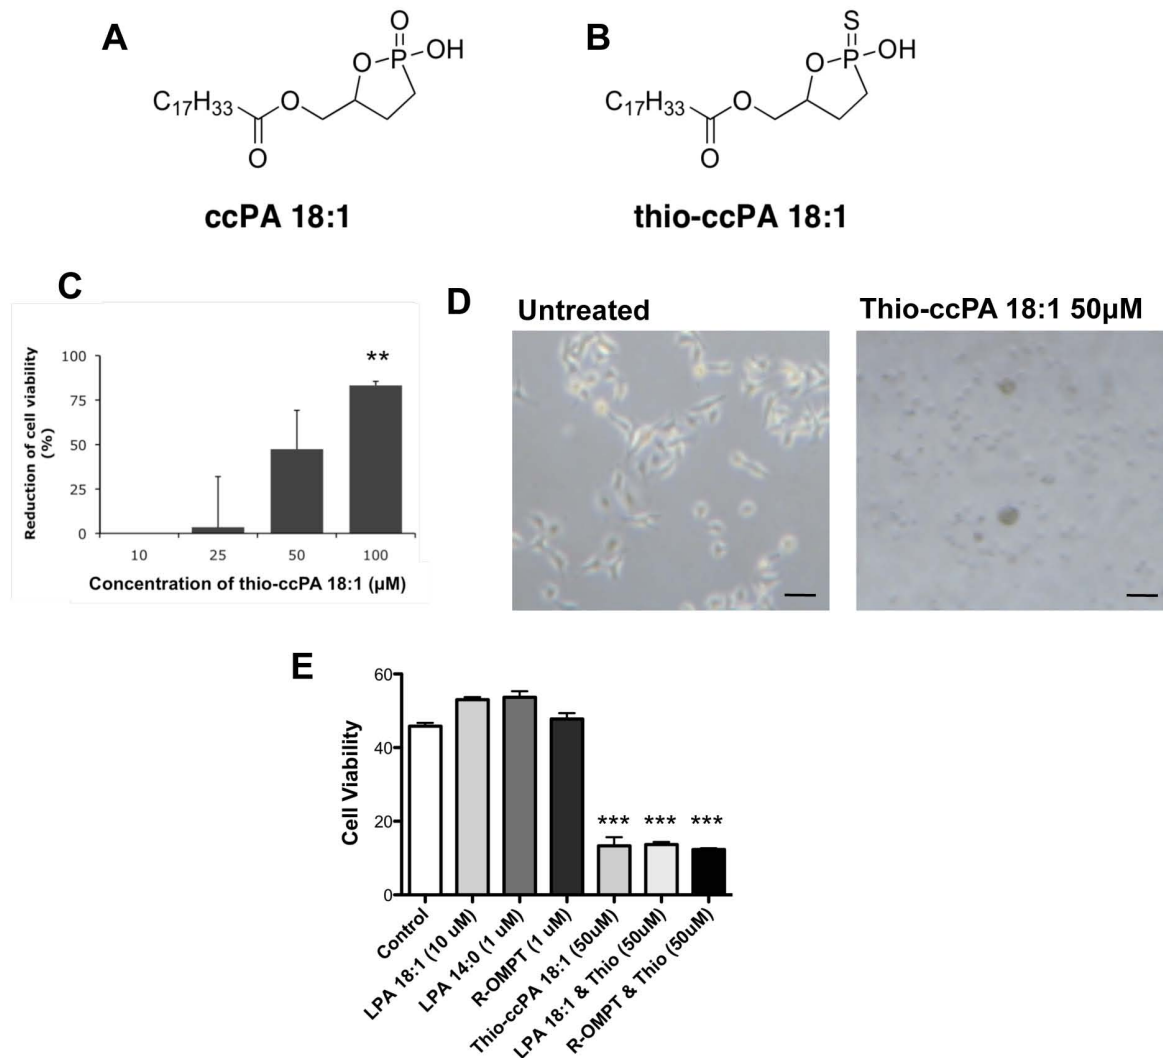 A
O
O
P
OH
C17H33
O
O
ccPA 18:1
B
S
O
P
OH
C17H33
O
O
thio-ccPA 18:1
C
Reduction of cell viability
(%)
100
75
50
25
0
**
10 25 50 100
Concentration of thio-ccPA 18:1 (µM)
D
Untreated
Thio-ccPA 18:1 50µM
E
Cell Viability
60
40
20
0
*** *** ***
Control
LPA 18:1 (10 uM)
LPA 14:0 (1 uM)
R-OMPT (1 uM)
Thio-ccPA 18:1 (50uM)
LPA 18:1 & Thio (50uM)
R-OMPT & Thio (50uM)